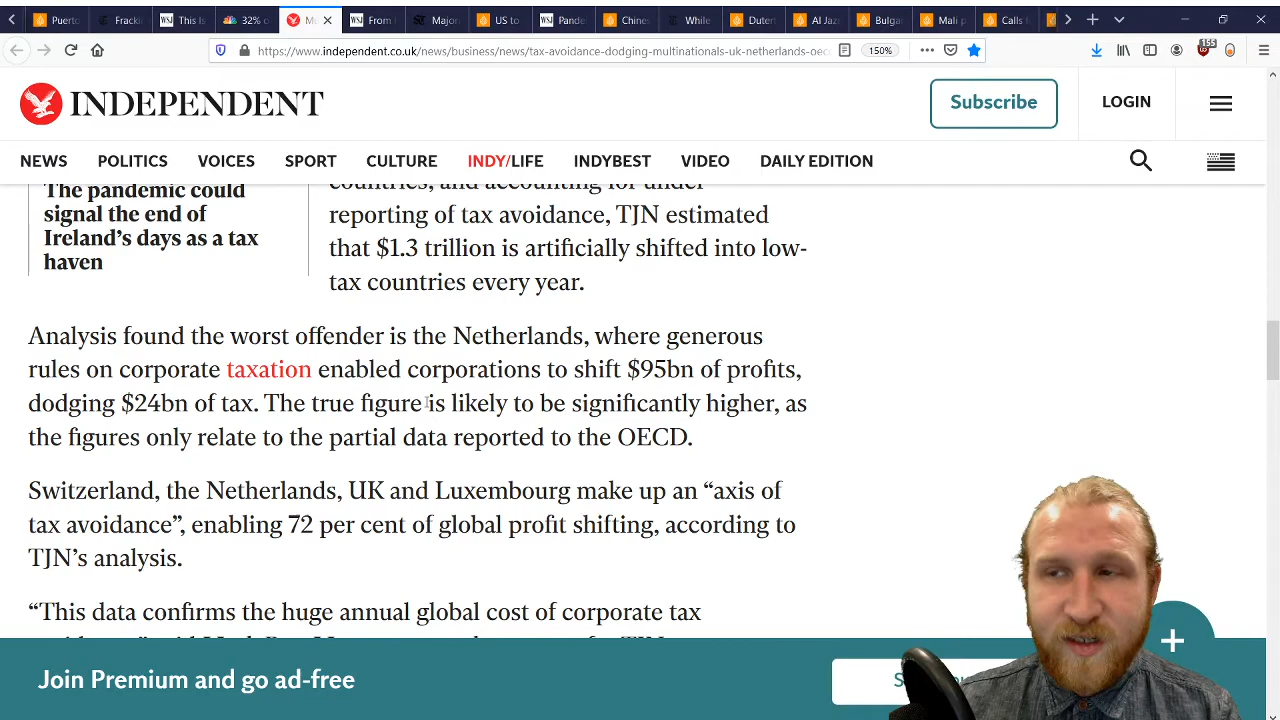 Puerto
Frackin
WSJ This Is
32% o
M
WSJ From
Major
US to
WSJ Pande
Chines
While
Dutert
Al Jaz
Bulgar
Mali p
Calls f
https://www.independent.co.uk/news/business/news/tax-avoidance-dodging-multinationals-uk-netherlands-oec
150%
155
INDEPENDENT
Subscribe
LOGIN
NEWS POLITICS VOICES SPORT CULTURE INDY/LIFE INDYBEST VIDEO DAILY EDITION
The pandemic could
signal the end of
Ireland's days as a tax
haven
countries, and accounting for under
reporting of tax avoidance, TJN estimated
that $1.3 trillion is artificially shifted into low-
tax countries every year.
Analysis found the worst offender is the Netherlands, where generous
rules on corporate taxation enabled corporations to shift $95bn of profits,
dodging $24bn of tax. The true figure is likely to be significantly higher, as
the figures only relate to the partial data reported to the OECD.
Switzerland, the Netherlands, UK and Luxembourg make up an “axis of
tax avoidance”, enabling 72 per cent of global profit shifting, according to
TJN’s analysis.
“This data confirms the huge annual global cost of corporate tax
Join Premium and go ad-free